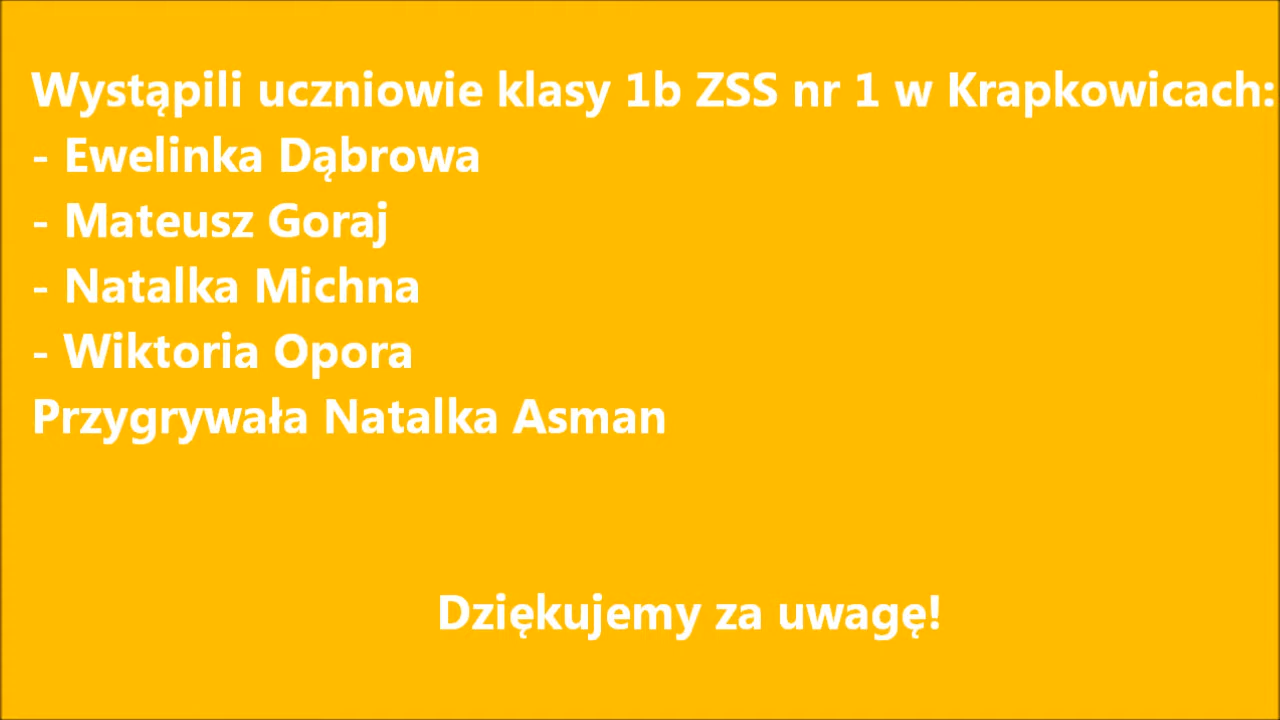 Wystąpili uczniowie klasy 1b ZSS nr 1 w Krapkowicach:
- Ewelinka Dąbrowa
- Mateusz Goraj
- Natalka Michna
- Wiktoria Opora
Przygrywała Natalka Asman
Dziękujemy za uwagę!